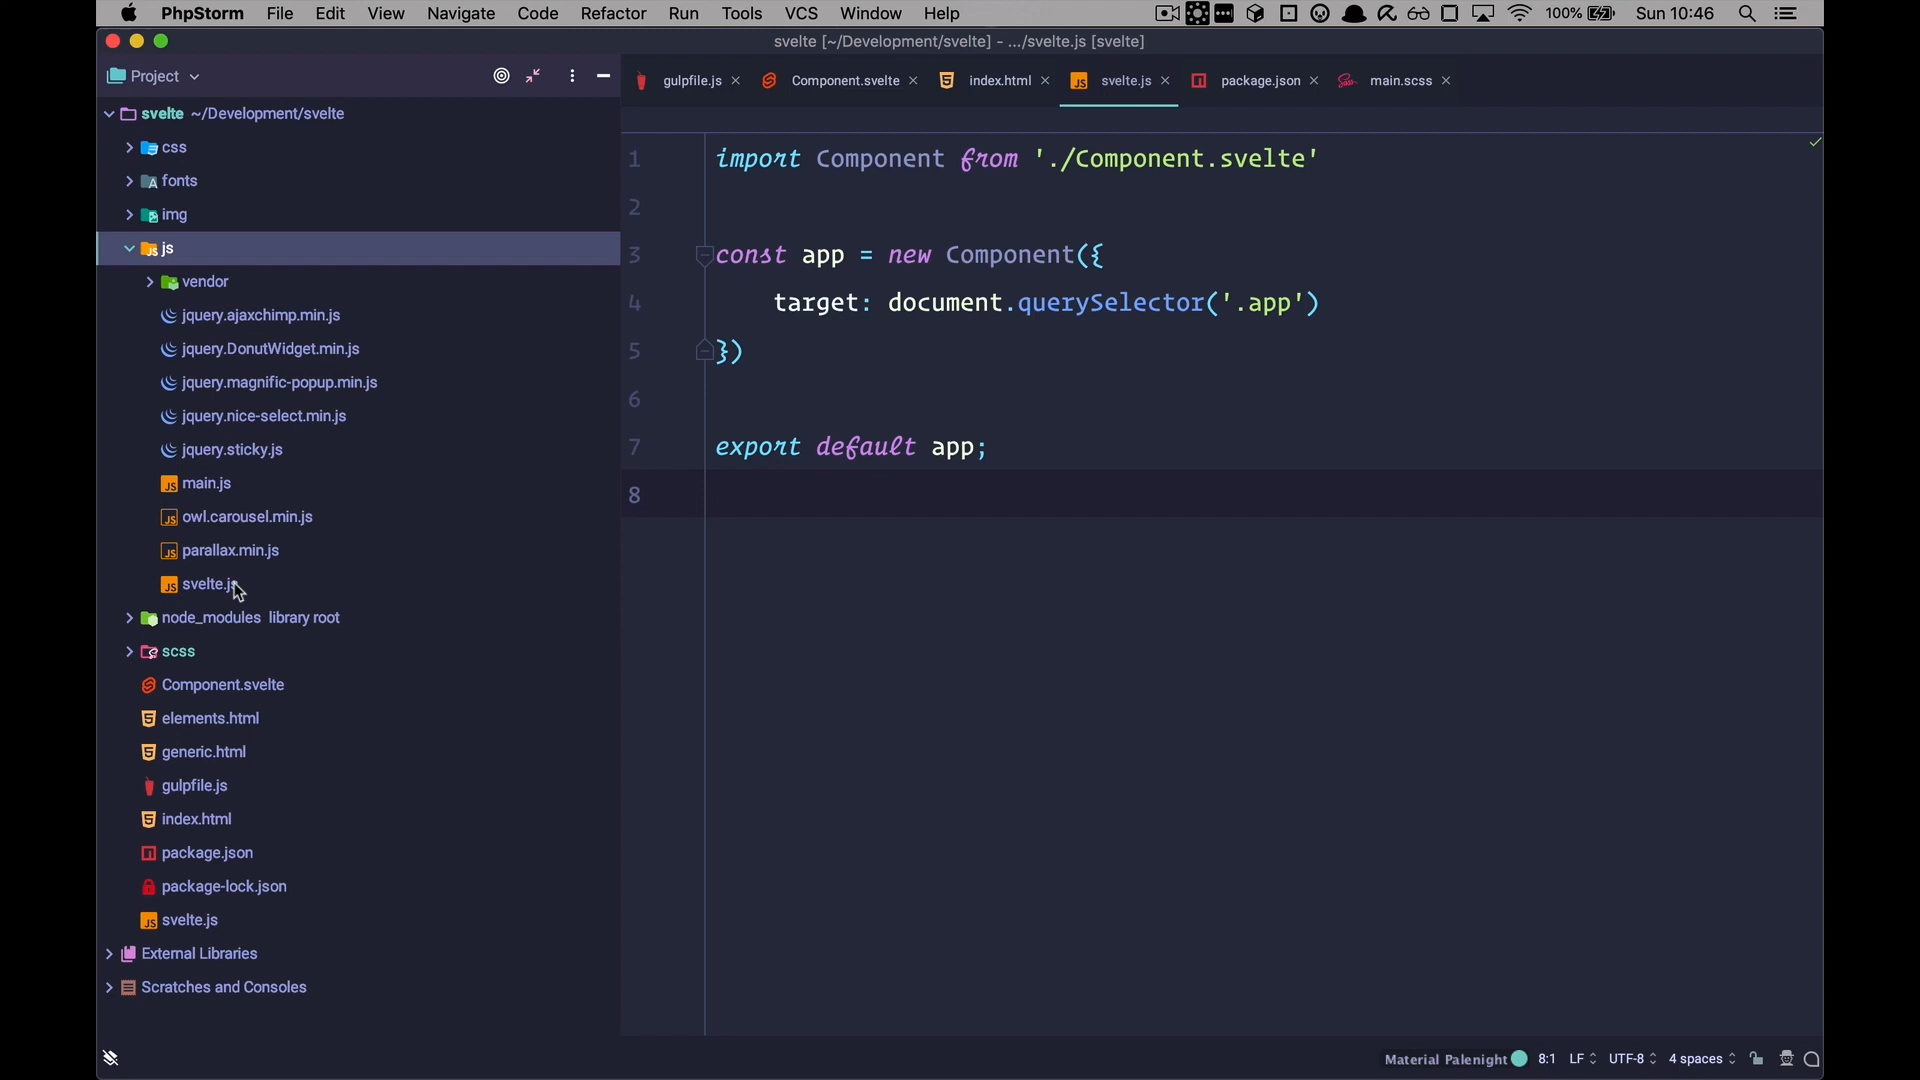 PhpStorm File Edit View Navigate Code Refactor Run Tools VCS Window Help 100% Sun 10:46
svelte [~/Development/svelte] - .../svelte.js [svelte]
Project
gulpfile.js Component.svelte index.html svelte.js package.json main.scss
svelte ~/Development/svelte
css
fonts
img
js
vendor
jquery.ajaxchimp.min.js
jquery.DonutWidget.min.js
jquery.magnific-popup.min.js
jquery.nice-select.min.js
jquery.sticky.js
main.js
owl.carousel.min.js
parallax.min.js
svelte.js
node_modules library root
scss
Component.svelte
elements.html
generic.html
gulpfile.js
index.html
package.json
package-lock.json
svelte.js
External Libraries
Scratches and Consoles
1 import Component from './Component.svelte'
2
3 const app = new Component({
4 target: document.querySelector('.app')
5 })
6
7 export default app;
8
Material Palenight 8:1 LF UTF-8 4 spaces